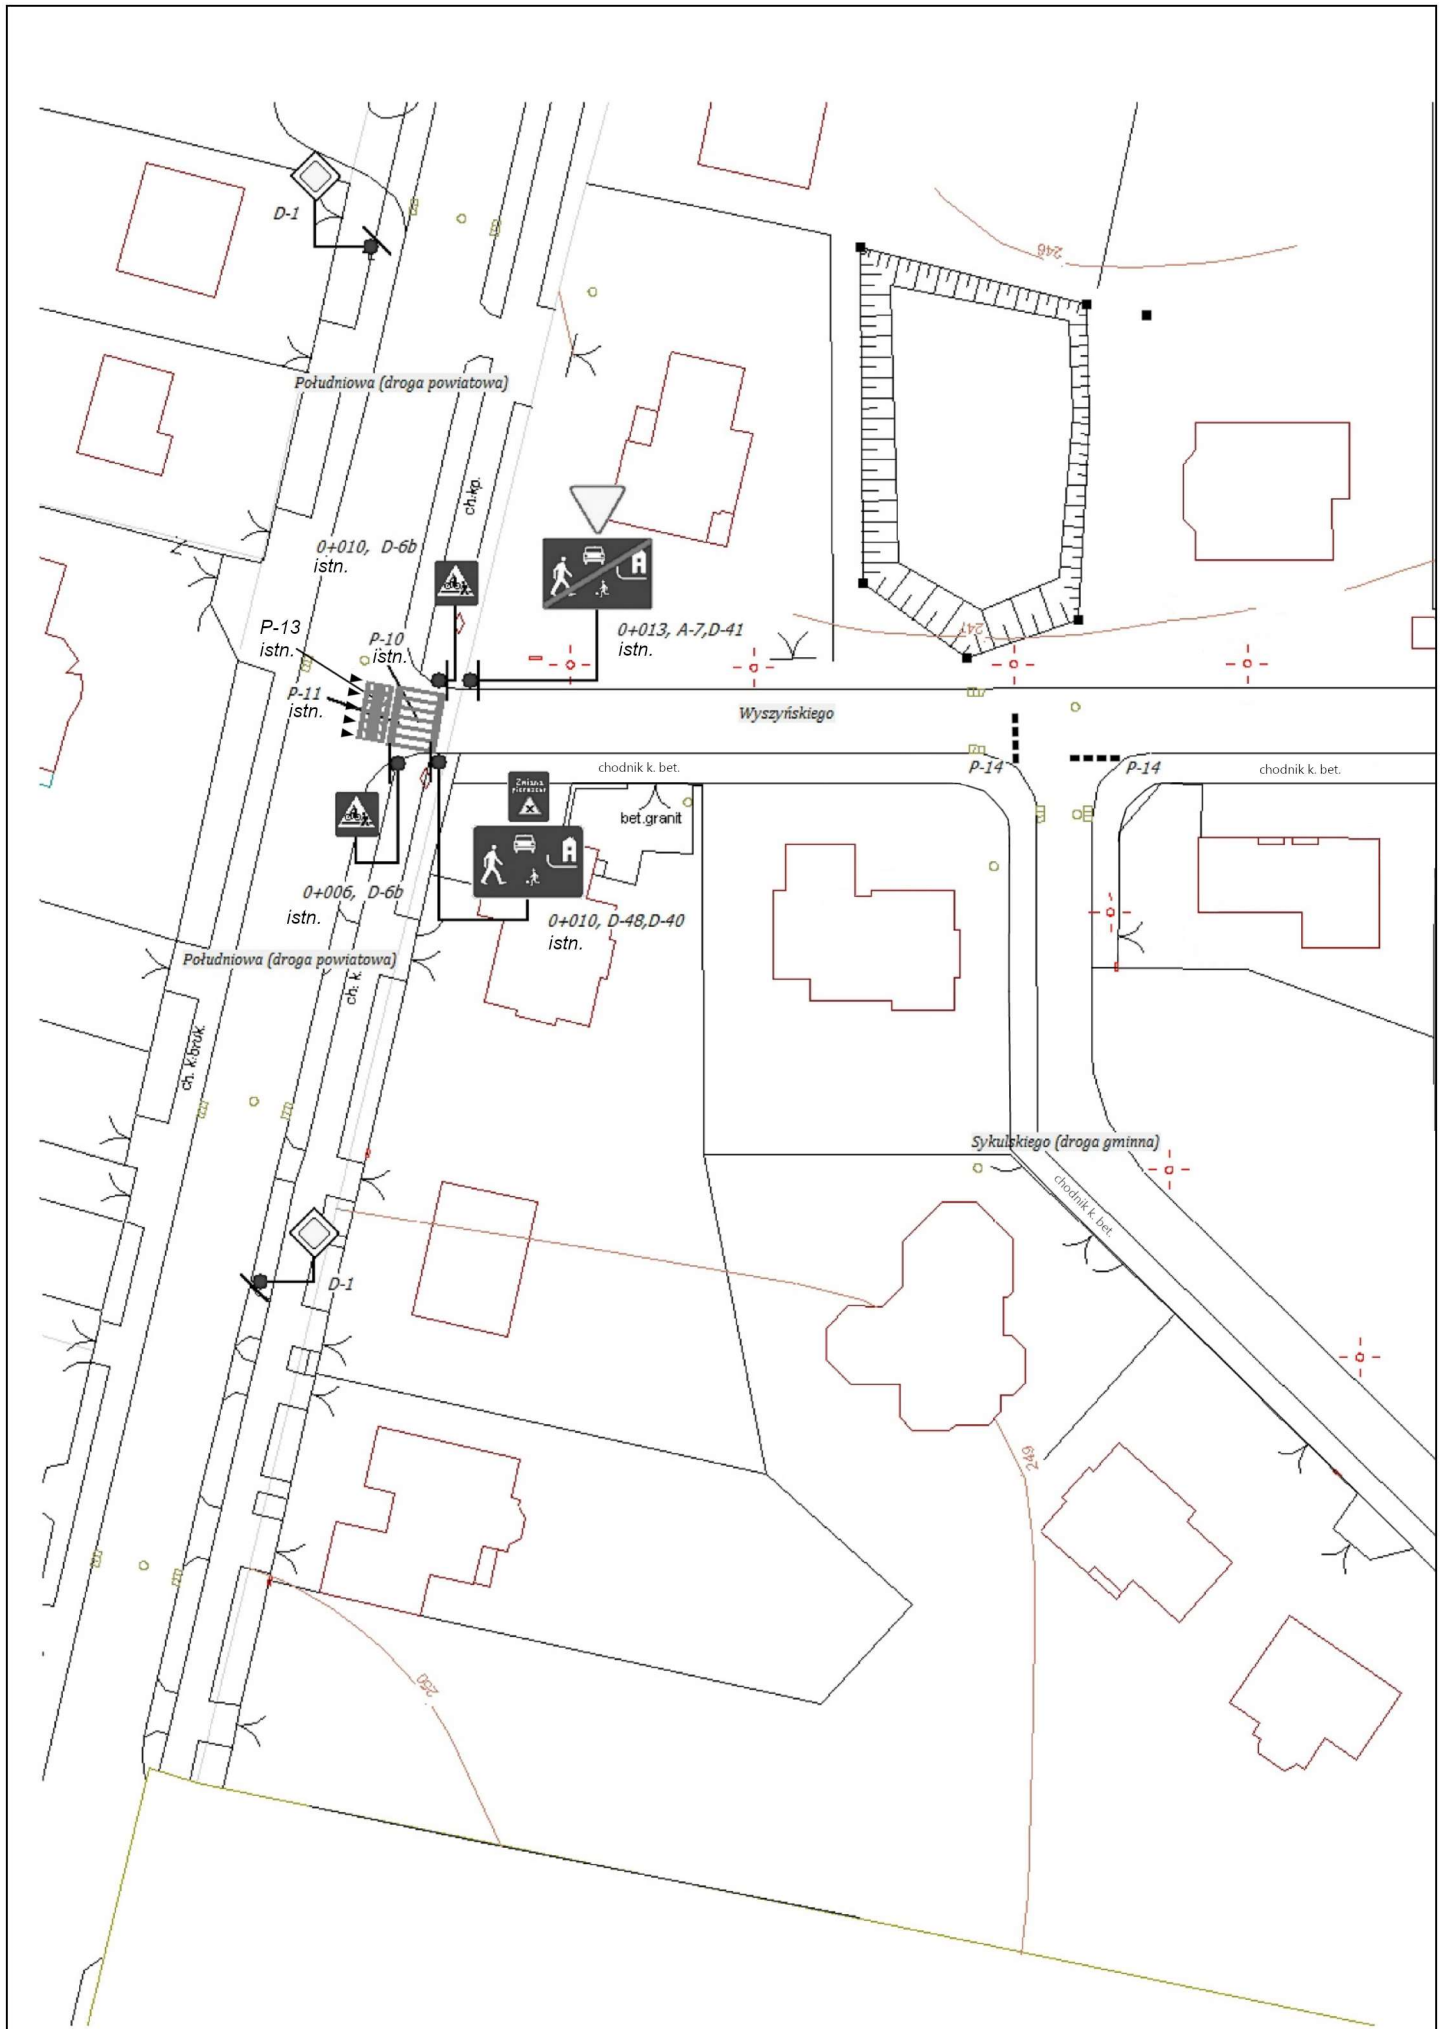 246
D-1
Południowa (droga powiatowa)
ch.kp.
0+010, D-6b
istn.
P-13
istn.
P-10
istn.
0+013, A-7,D-41
istn.
247
P-11
istn.
Wyszyńskiego
chodnik k. bet.
P-14
P-14
chodnik k. bet.
Zmiana
pierwsz.
bet.granit
0+006, D-6b
istn.
0+010, D-48,D-40
istn.
Południowa (droga powiatowa)
ch. k.
ch. k.bruk.
Sykulskiego (droga gminna)
chodnik k. bet.
D-1
249
250